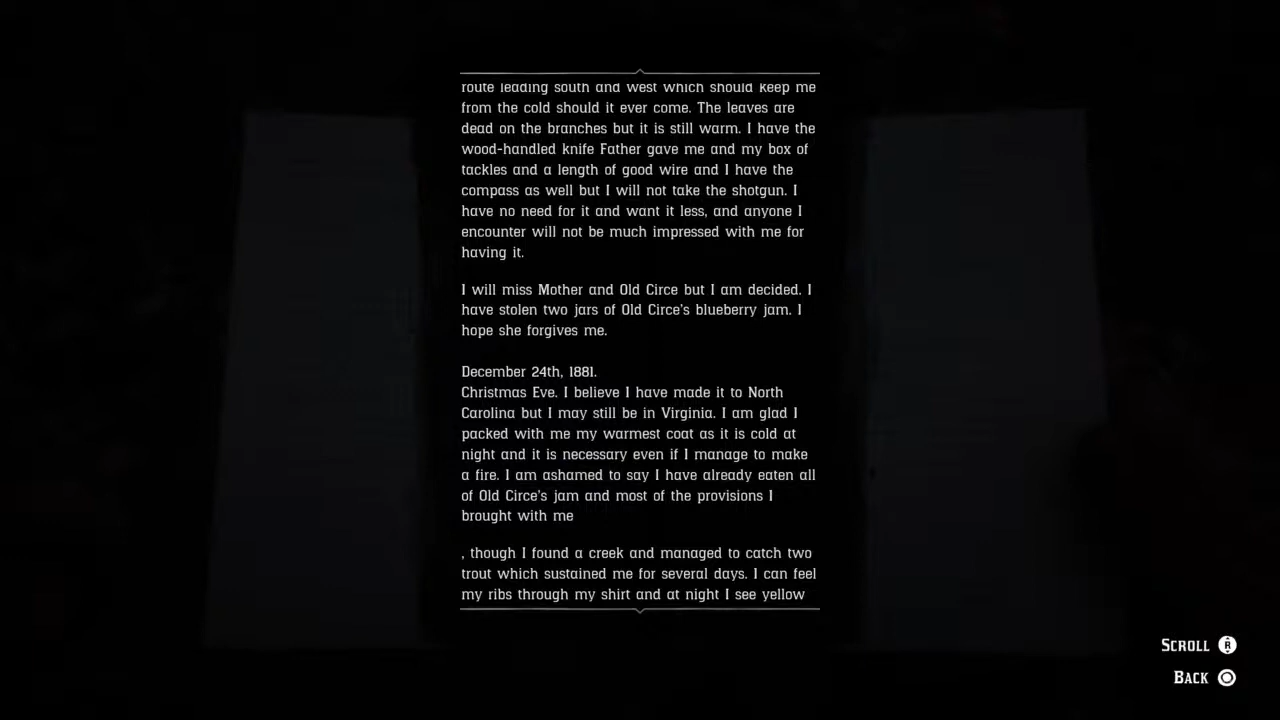 route leading south and west which should keep me
from the cold should it ever come. The leaves are
dead on the branches but it is still warm. I have the
wood-handled knife Father gave me and my box of
tackles and a length of good wire and I have the
compass as well but I will not take the shotgun. I
have no need for it and want it less, and anyone I
encounter will not be much impressed with me for
having it.
I will miss Mother and Old Circe but I am decided. I
have stolen two jars of Old Circe's blueberry jam. I
hope she forgives me.
December 24th, 1881.
Christmas Eve. I believe I have made it to North
Carolina but I may still be in Virginia. I am glad I
packed with me my warmest coat as it is cold at
night and it is necessary even if I manage to make
a fire. I am ashamed to say I have already eaten all
of Old Circe's jam and most of the provisions I
brought with me
, though I found a creek and managed to catch two
trout which sustained me for several days. I can feel
my ribs through my shirt and at night I see yellow
SCROLL R
BACK